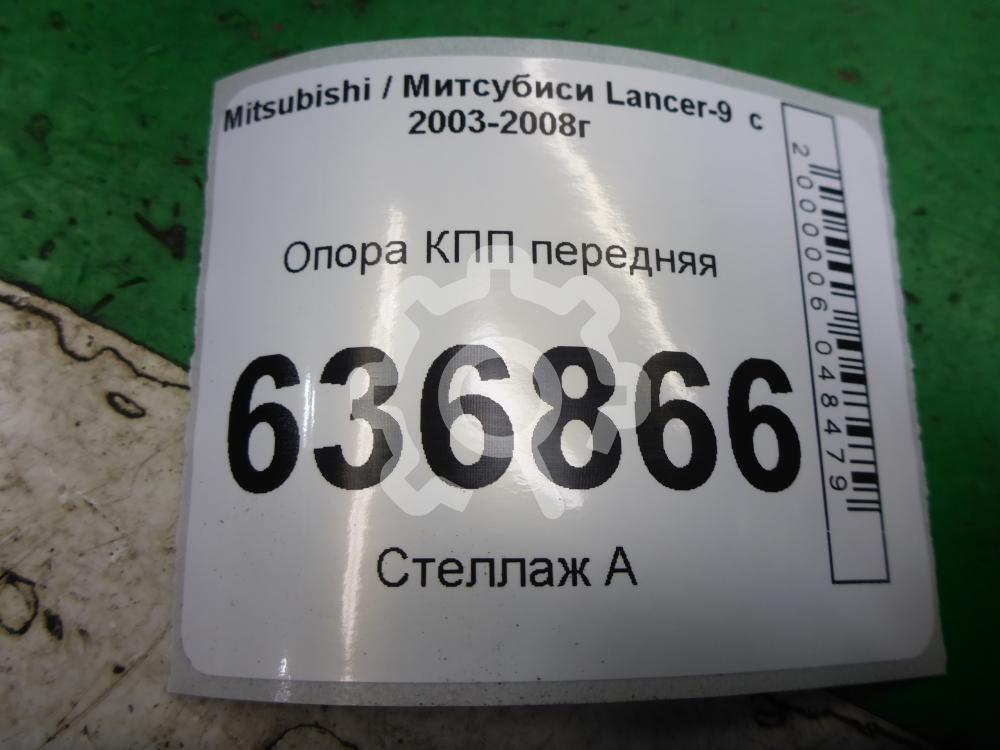 Mitsubishi / Митсубиси Lancer-9 с
2003-2008г
Опора КПП передняя
636866
Стеллаж А
2000006048479